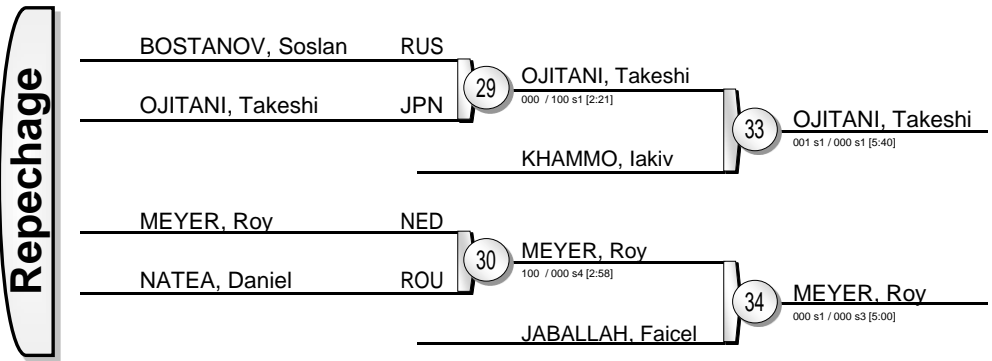 Repechage
BOSTANOV, Soslan RUS
OJITANI, Takeshi JPN
29
OJITANI, Takeshi
000 / 100 s1 [2:21]
KHAMMO, Iakiv
33
OJITANI, Takeshi
001 s1 / 000 s1 [5:40]
MEYER, Roy NED
NATEA, Daniel ROU
30
MEYER, Roy
100 / 000 s4 [2:58]
JABALLAH, Faicel
34
MEYER, Roy
000 s1 / 000 s3 [5:00]